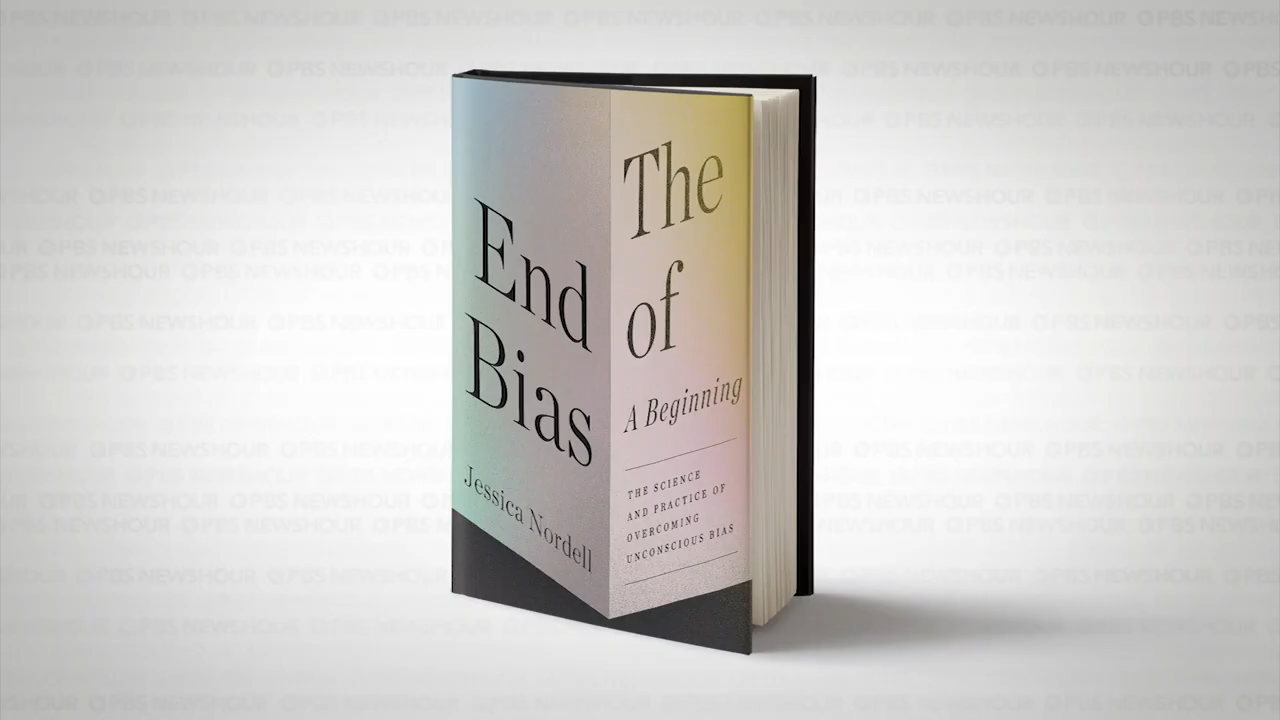 The
End
of
Bias
A Beginning
Jessica Nordell
THE SCIENCE
AND PRACTICE OF
OVERCOMING
UNCONSCIOUS BIAS
PBS NEWSHOUR